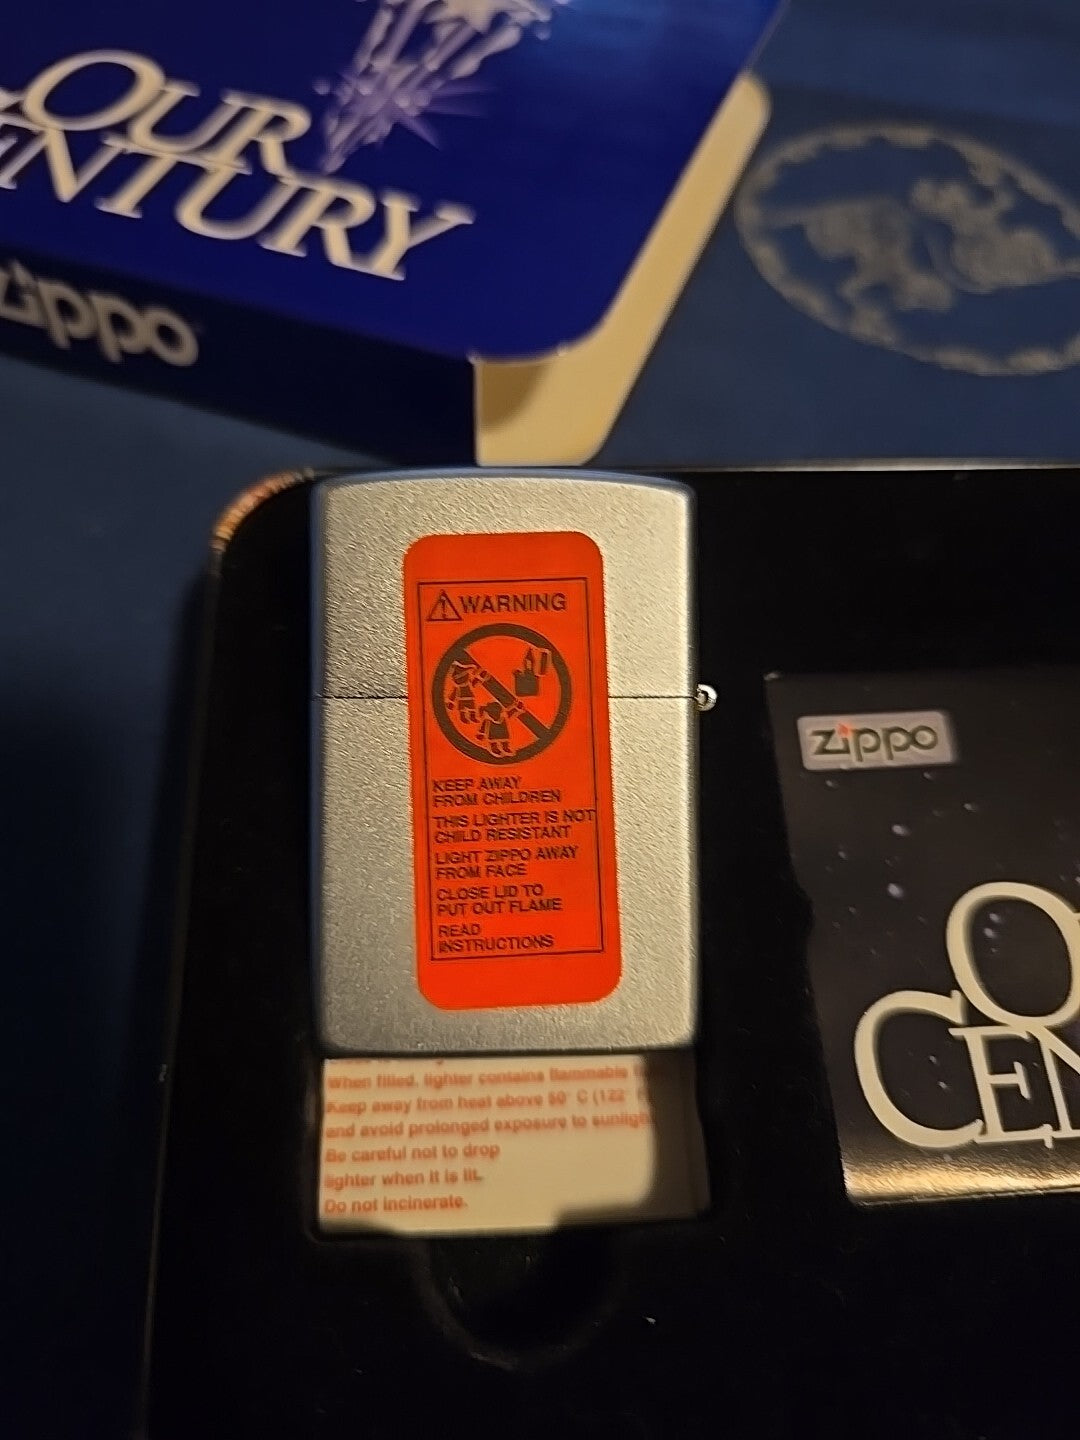 OUR
CENTURY
zippo
WARNING
KEEP AWAY
FROM CHILDREN
THIS LIGHTER IS NOT
CHILD RESISTANT
LIGHT ZIPPO AWAY
FROM FACE
CLOSE LID TO
PUT OUT FLAME
READ
INSTRUCTIONS
When filled, lighter contains flammable
Keep away from heat above 50° C (122°
and avoid prolonged exposure to sunligh
Be careful not to drop
lighter when it is lit.
Do not incinerate.
zippo
O
CEN